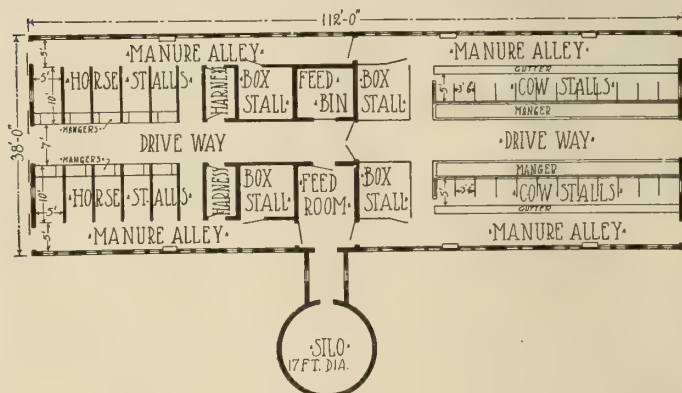 112'-0"
MANURE ALLEY
MANURE ALLEY
5'
GUTTER
5'
HORSE STALLS
HARNESS
BOX STALL
FEED BIN
BOX STALL
5'
3'6"
COW STALLS
10'
MANGERS
MANGER
38'-0"
7'
DRIVE WAY
DRIVE WAY
MANGERS
MANGER
10'
HORSE STALLS
HARNESS
BOX STALL
FEED ROOM
BOX STALL
5'
3'6"
COW STALLS
5'
GUTTER
5'
MANURE ALLEY
MANURE ALLEY
SILO
17 FT. DIA.